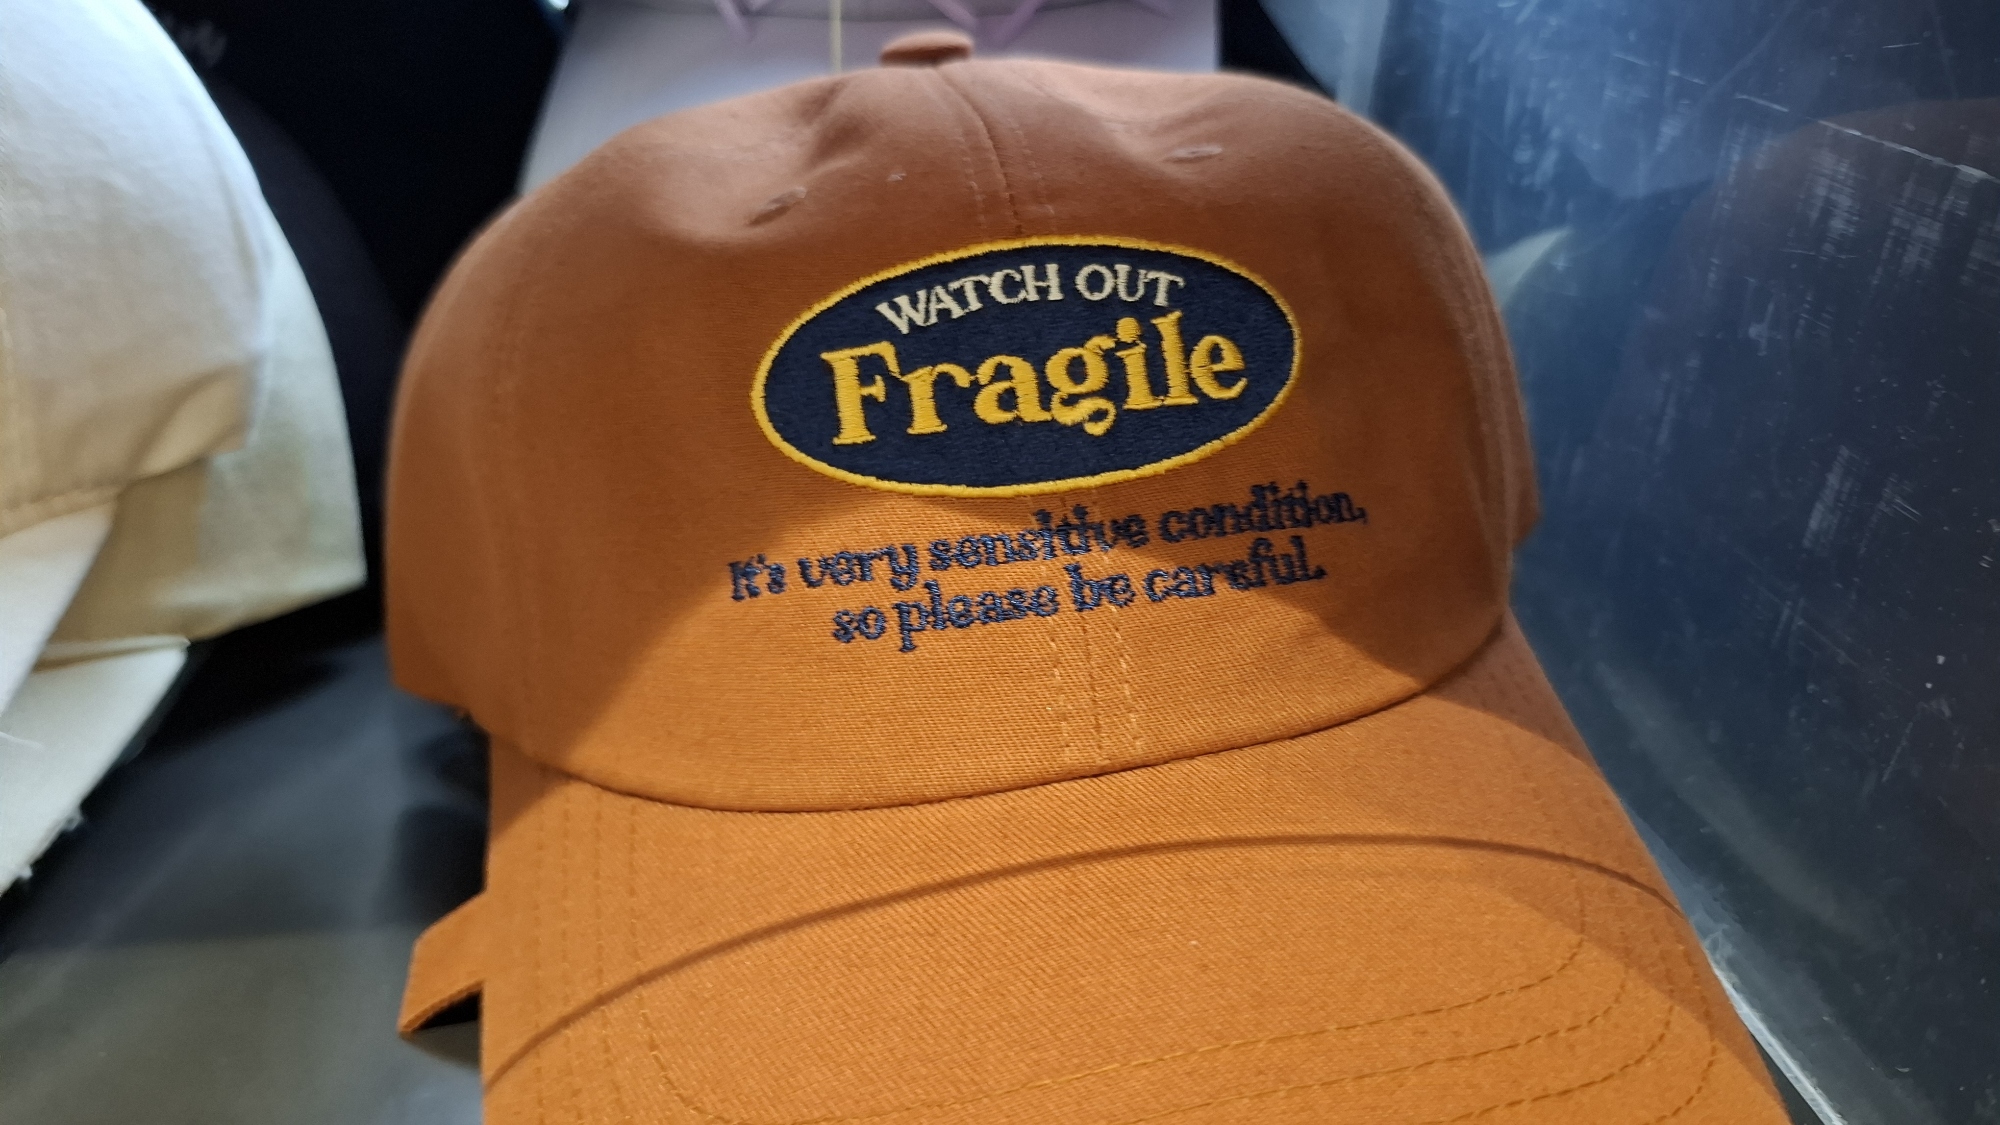 WATCH OUT
Fragile
It's very sensitive condition,
so please be careful.